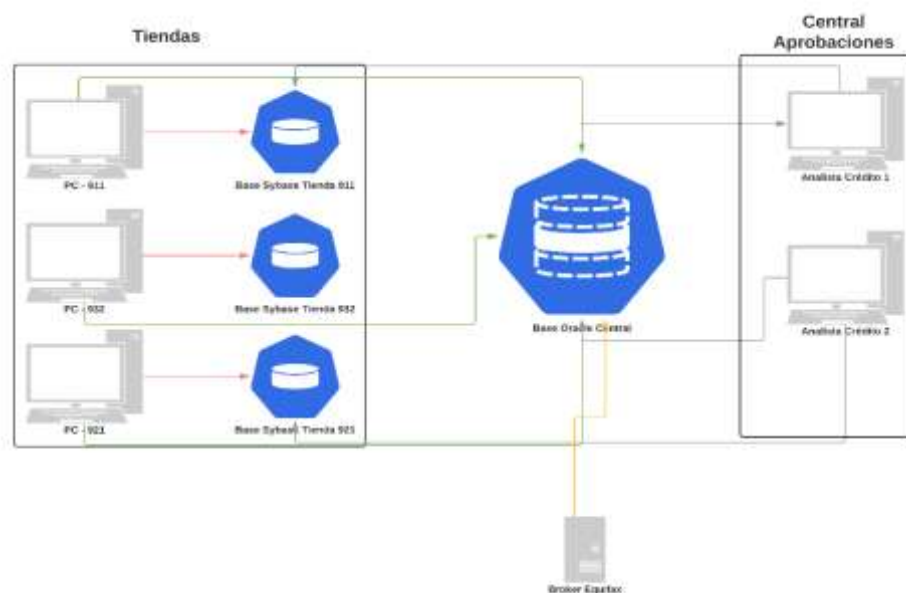 Tiendas
Central
Aprobaciones
PC - 911
Base Sybase Tienda 911
Analista Crédito 1
PC - 932
Base Sybase Tienda 932
Base Oracle Central
Analista Crédito 2
PC - 921
Base Sybase Tienda 921
Broker Equifax